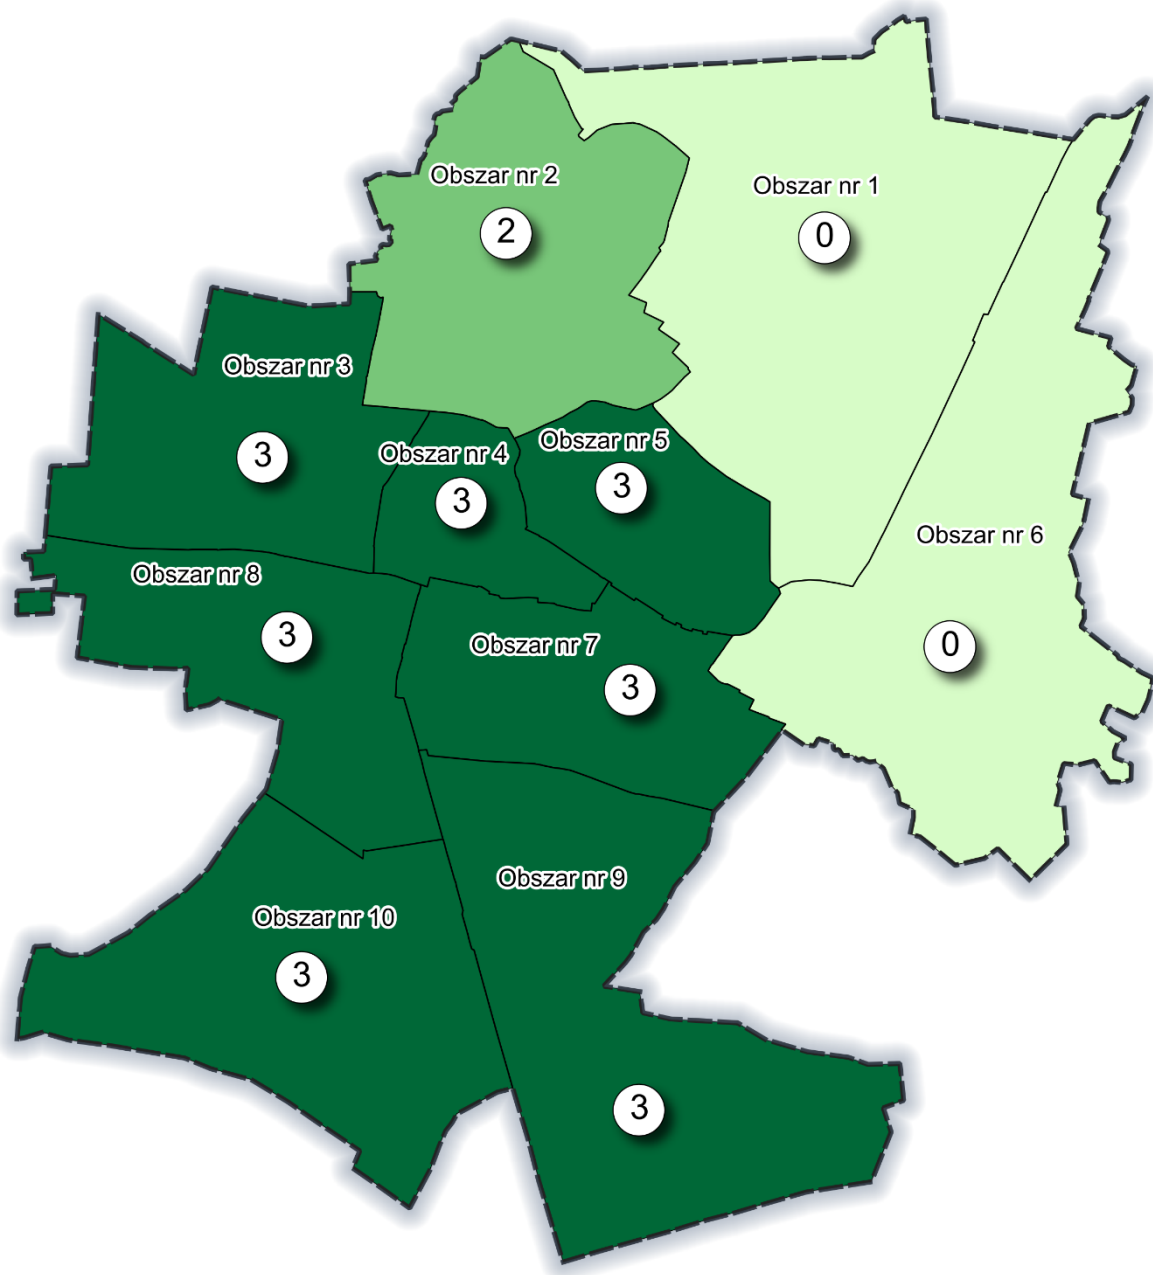 Obszar nr 2
2
Obszar nr 1
0
Obszar nr 3
3
Obszar nr 4
3
Obszar nr 5
3
Obszar nr 6
0
Obszar nr 8
3
Obszar nr 7
3
Obszar nr 9
3
Obszar nr 10
3